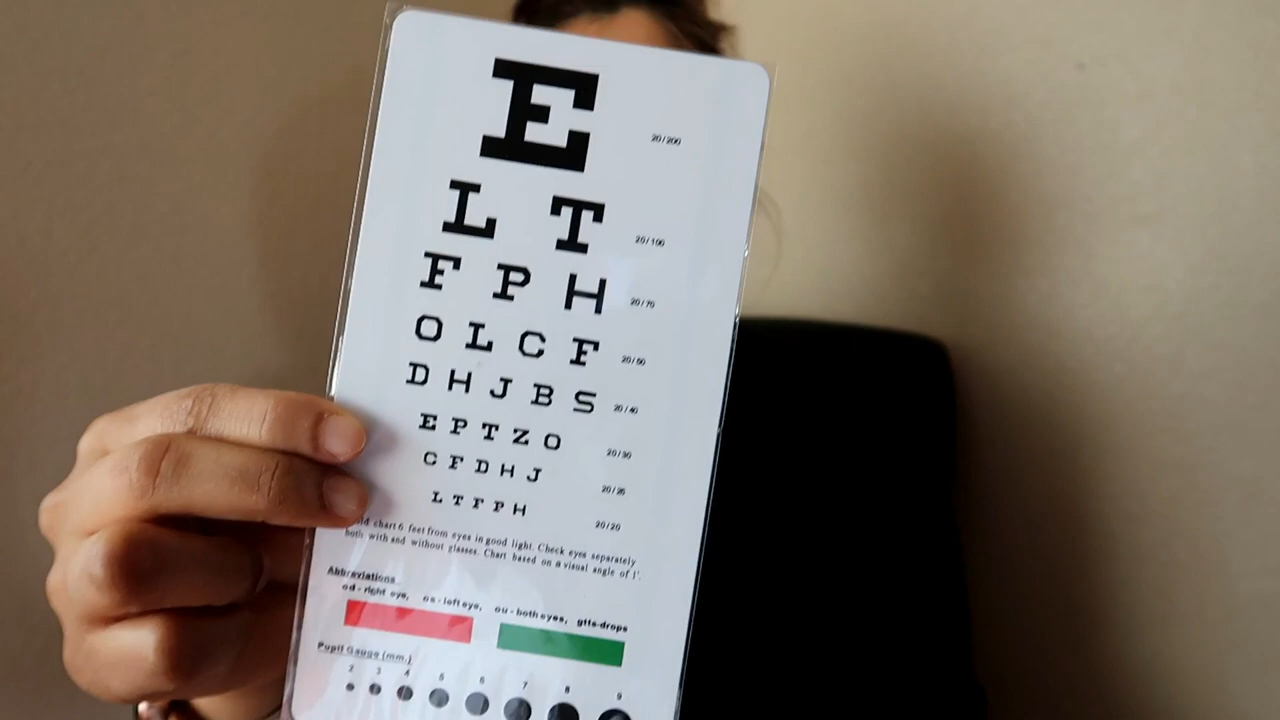 E 20/200
L T 20/100
F P H 20/70
O L C F 20/50
D H J B S 20/40
E P T Z O 20/30
C F D H J 20/25
L T F P H 20/20
chart 6 feet from eyes in good light. Check eyes separately
both with and without glasses. Chart based on a visual angle of 1'.
Abbreviations
od - right eye, os - left eye, ou - both eyes, gtts-drops
Pupil Gauge (mm.)
2 3 4 5 6 7 8 9